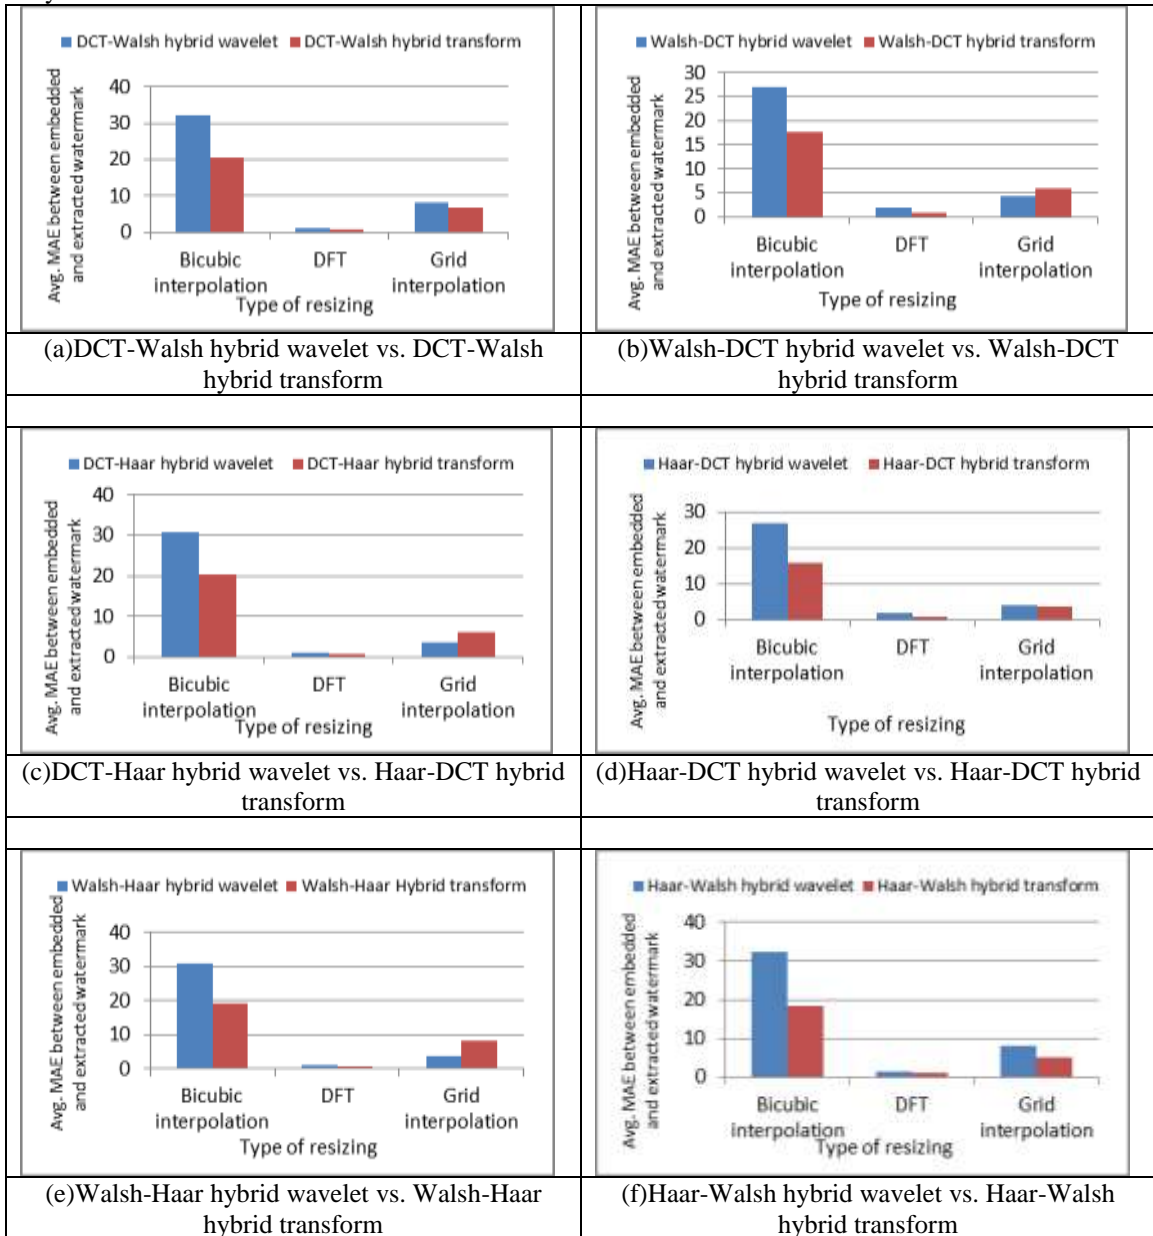 DCT-Walsh hybrid wavelet DCT-Walsh hybrid transform
Avg. MAE between embedded
and extracted watermark
40
30
20
10
0
Bicubic
interpolation
DFT
Grid
interpolation
Type of resizing
Walsh-DCT hybrid wavelet Walsh-DCT hybrid transform
Avg. MAE between embedded
and extracted watermark
30
25
20
15
10
5
0
Bicubic
interpolation
DFT
Grid
interpolation
Type of resizing
(a)DCT-Walsh hybrid wavelet vs. DCT-Walsh
hybrid transform
(b)Walsh-DCT hybrid wavelet vs. Walsh-DCT
hybrid transform
DCT-Haar hybrid wavelet DCT-Haar hybrid transform
Avg. MAE between embedded
and extracted watermark
40
30
20
10
0
Bicubic
interpolation
DFT
Grid
interpolation
Type of resizing
Haar-DCT hybrid wavelet Haar-DCT hybrid transform
Avg. MAE between embedded
and extracted watermark
30
20
10
0
Bicubic
interpolation
DFT
Grid
interpolation
Type of resizing
(c)DCT-Haar hybrid wavelet vs. Haar-DCT hybrid
transform
(d)Haar-DCT hybrid wavelet vs. Haar-DCT hybrid
transform
Walsh-Haar hybrid wavelet Walsh-Haar Hybrid transform
Avg. MAE between embedded
and extracted watermark
40
30
20
10
0
Bicubic
interpolation
DFT
Grid
interpolation
Type of resizing
Haar-Walsh hybrid wavelet Haar-Walsh hybrid transform
Avg. MAE between embedded
and extracted watermark
40
30
20
10
0
Bicubic
interpolation
DFT
Grid
interpolation
Type of resizing
(e)Walsh-Haar hybrid wavelet vs. Walsh-Haar
hybrid transform
(f)Haar-Walsh hybrid wavelet vs. Haar-Walsh
hybrid transform